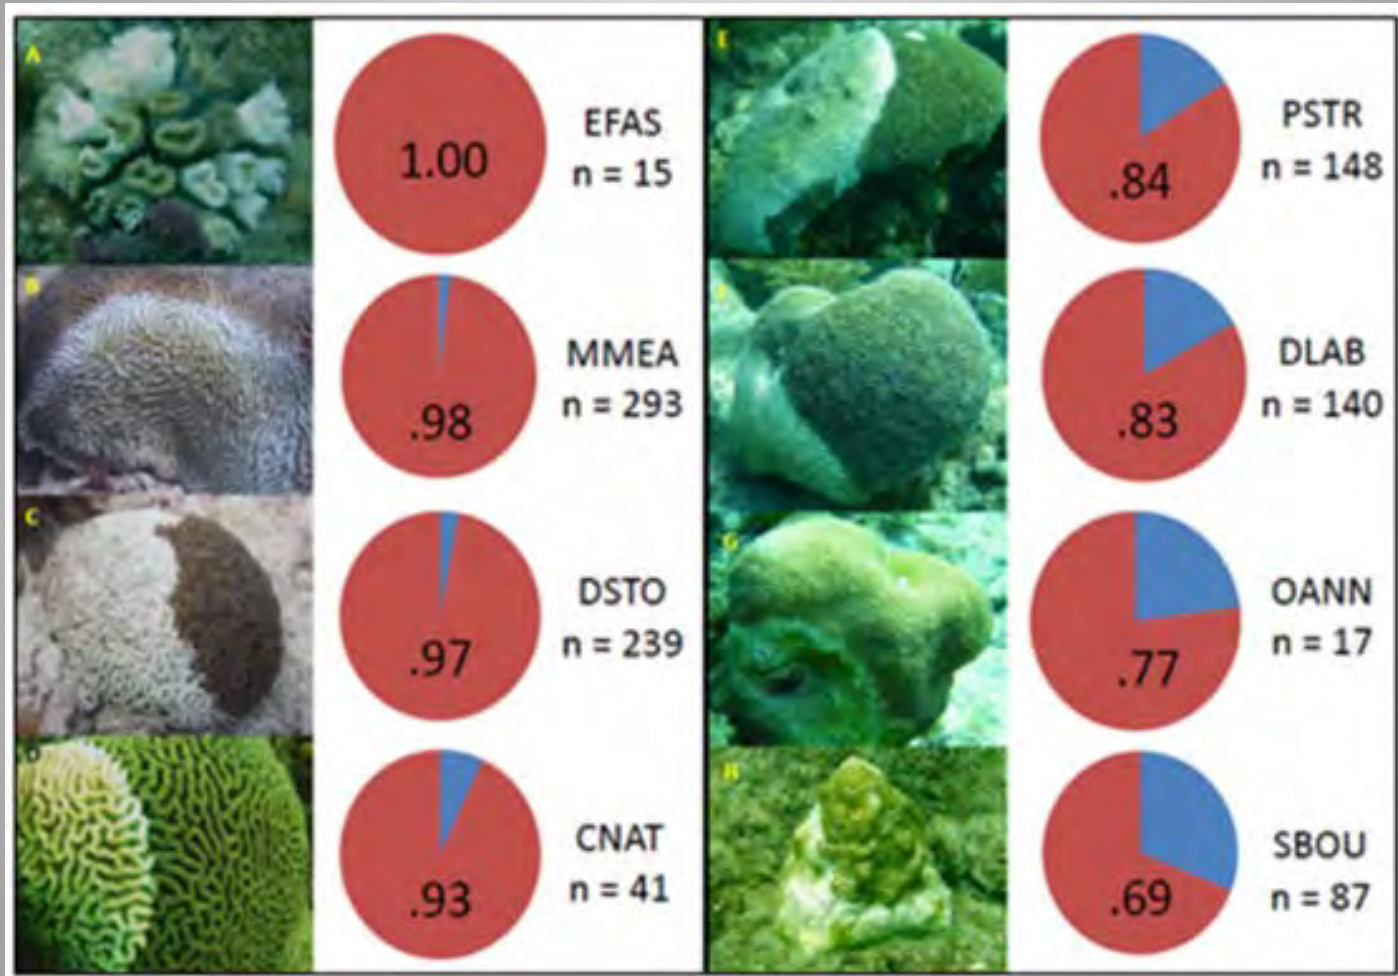 A
1.00
EFAS
n = 15
B
.98
MMEA
n = 293
C
.97
DSTO
n = 239
D
.93
CNAT
n = 41
E
.84
PSTR
n = 148
F
.83
DLAB
n = 140
G
.77
OANN
n = 17
H
.69
SBOU
n = 87